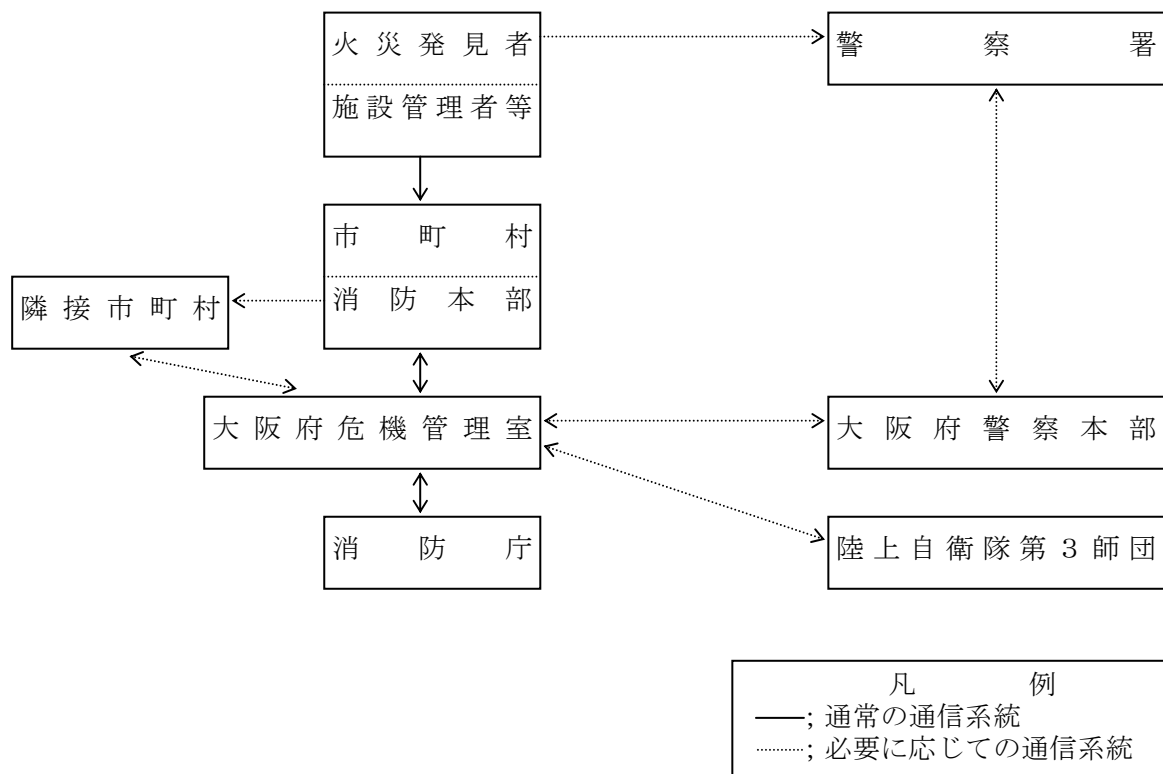 火災発見者
施設管理者等
警察署
市町村
消防本部
隣接市町村
大阪府危機管理室
大阪府警察本部
消防庁
陸上自衛隊第３師団
凡例
――; 通常の通信系統
........; 必要に応じての通信系統